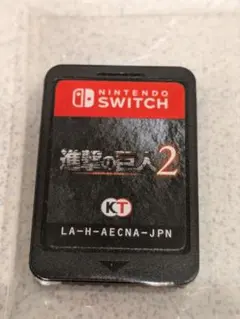 NINTENDO
SWITCH
進撃の巨人2
KT
LA-H-AECNA-JPN